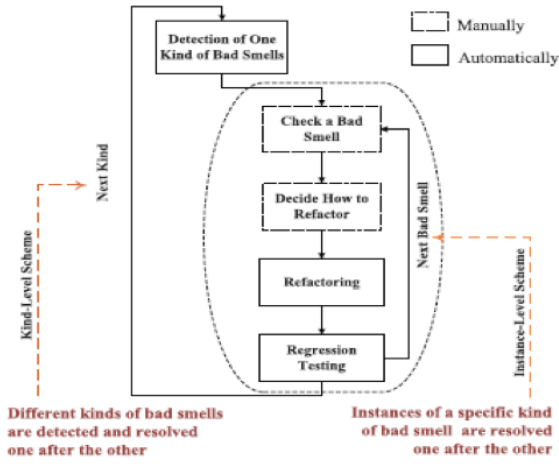 Manually
Automatically
Detection of One
Kind of Bad Smells
Check a Bad
Smell
Decide How to
Refactor
Refactoring
Regression
Testing
Next Kind
Next Bad Smell
Kind-Level Scheme
Instance-Level Scheme
Different kinds of bad smells
are detected and resolved
one after the other
Instances of a specific kind
of bad smell are resolved
one after the other